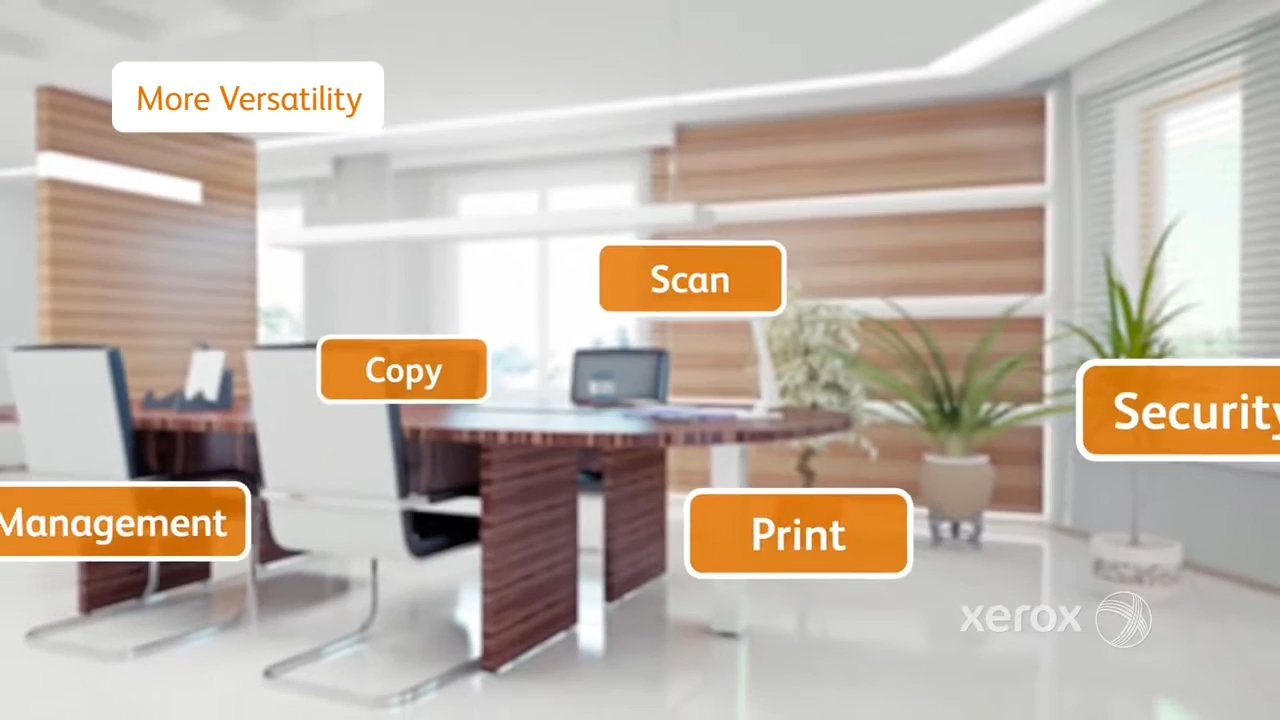 More Versatility
Scan
Copy
Security
Management
Print
xerox